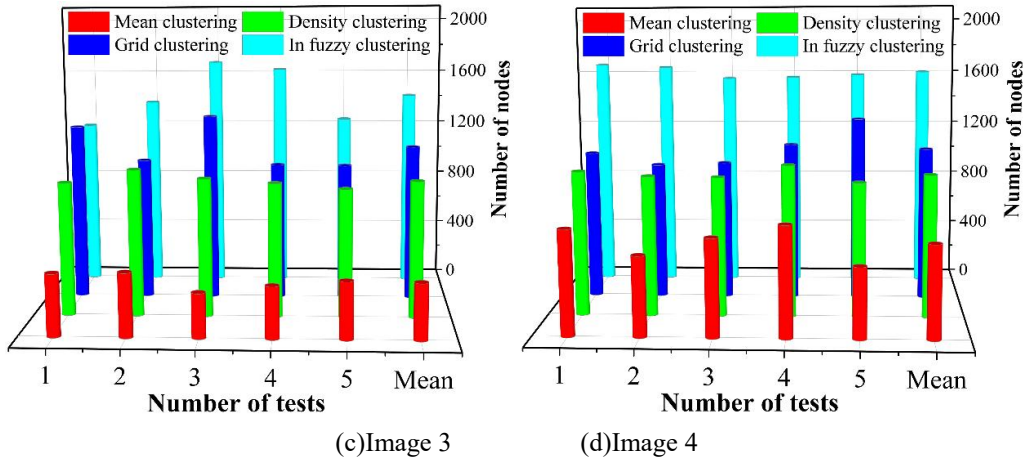 Mean clustering Density clustering
Grid clustering In fuzzy clustering
2000
1600
1200
800
400
0
Number of nodes
1 2 3 4 5 Mean
Number of tests
(c)Image 3
Mean clustering Density clustering
Grid clustering In fuzzy clustering
2000
1600
1200
800
400
0
Number of nodes
1 2 3 4 5 Mean
Number of tests
(d)Image 4